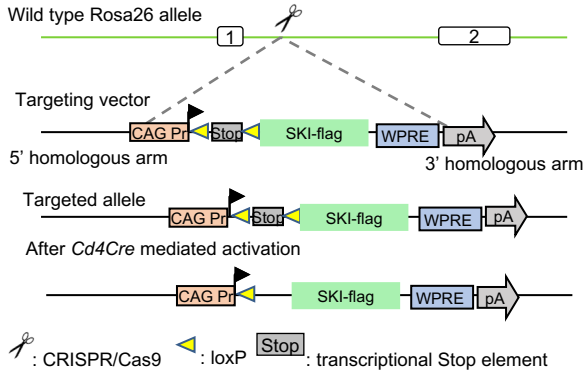 Wild type Rosa26 allele
1
2
Targeting vector
CAG Pr Stop SKI-flag WPRE pA
5’ homologous arm 3’ homologous arm
Targeted allele
CAG Pr Stop SKI-flag WPRE pA
After Cd4Cre mediated activation
CAG Pr SKI-flag WPRE pA
: CRISPR/Cas9 : loxP Stop : transcriptional Stop element